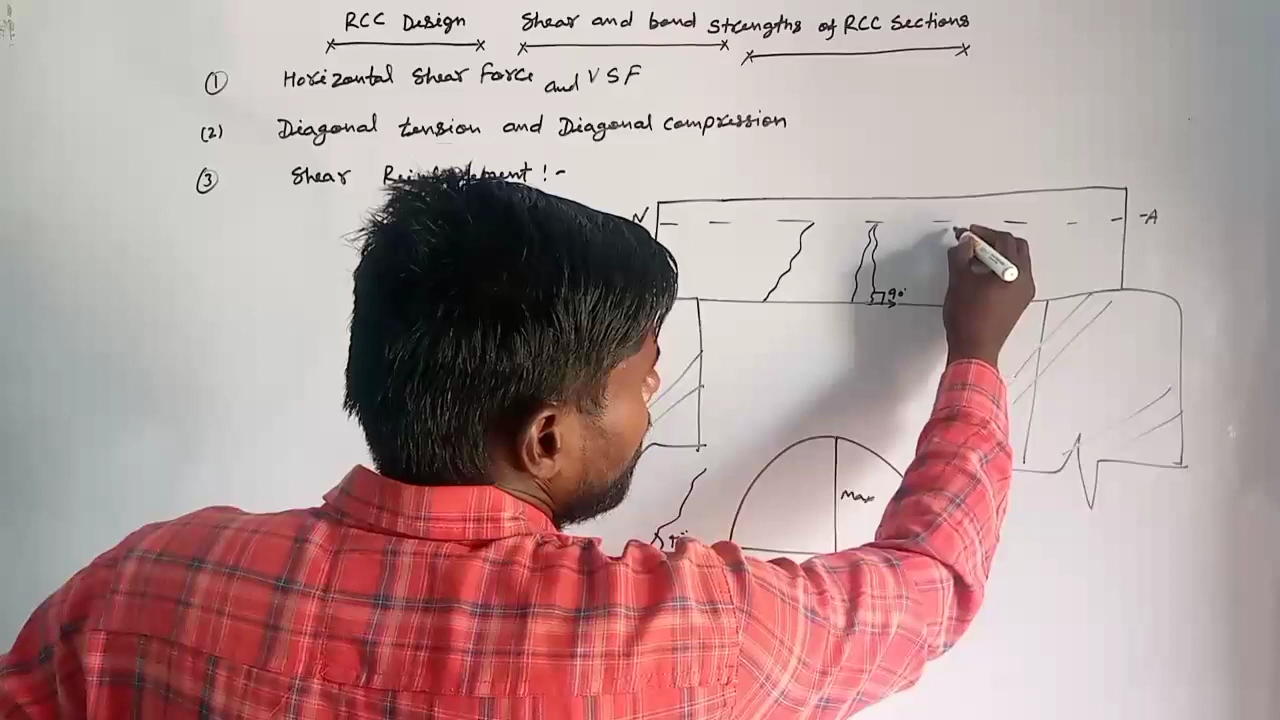 RCC Design Shear and bond strengths of RCC Sections
① Horizontal Shear Force and V S F
(2) Diagonal tension and Diagonal compression
③ Shear Reinforcement ! -
N -A
90°
Max